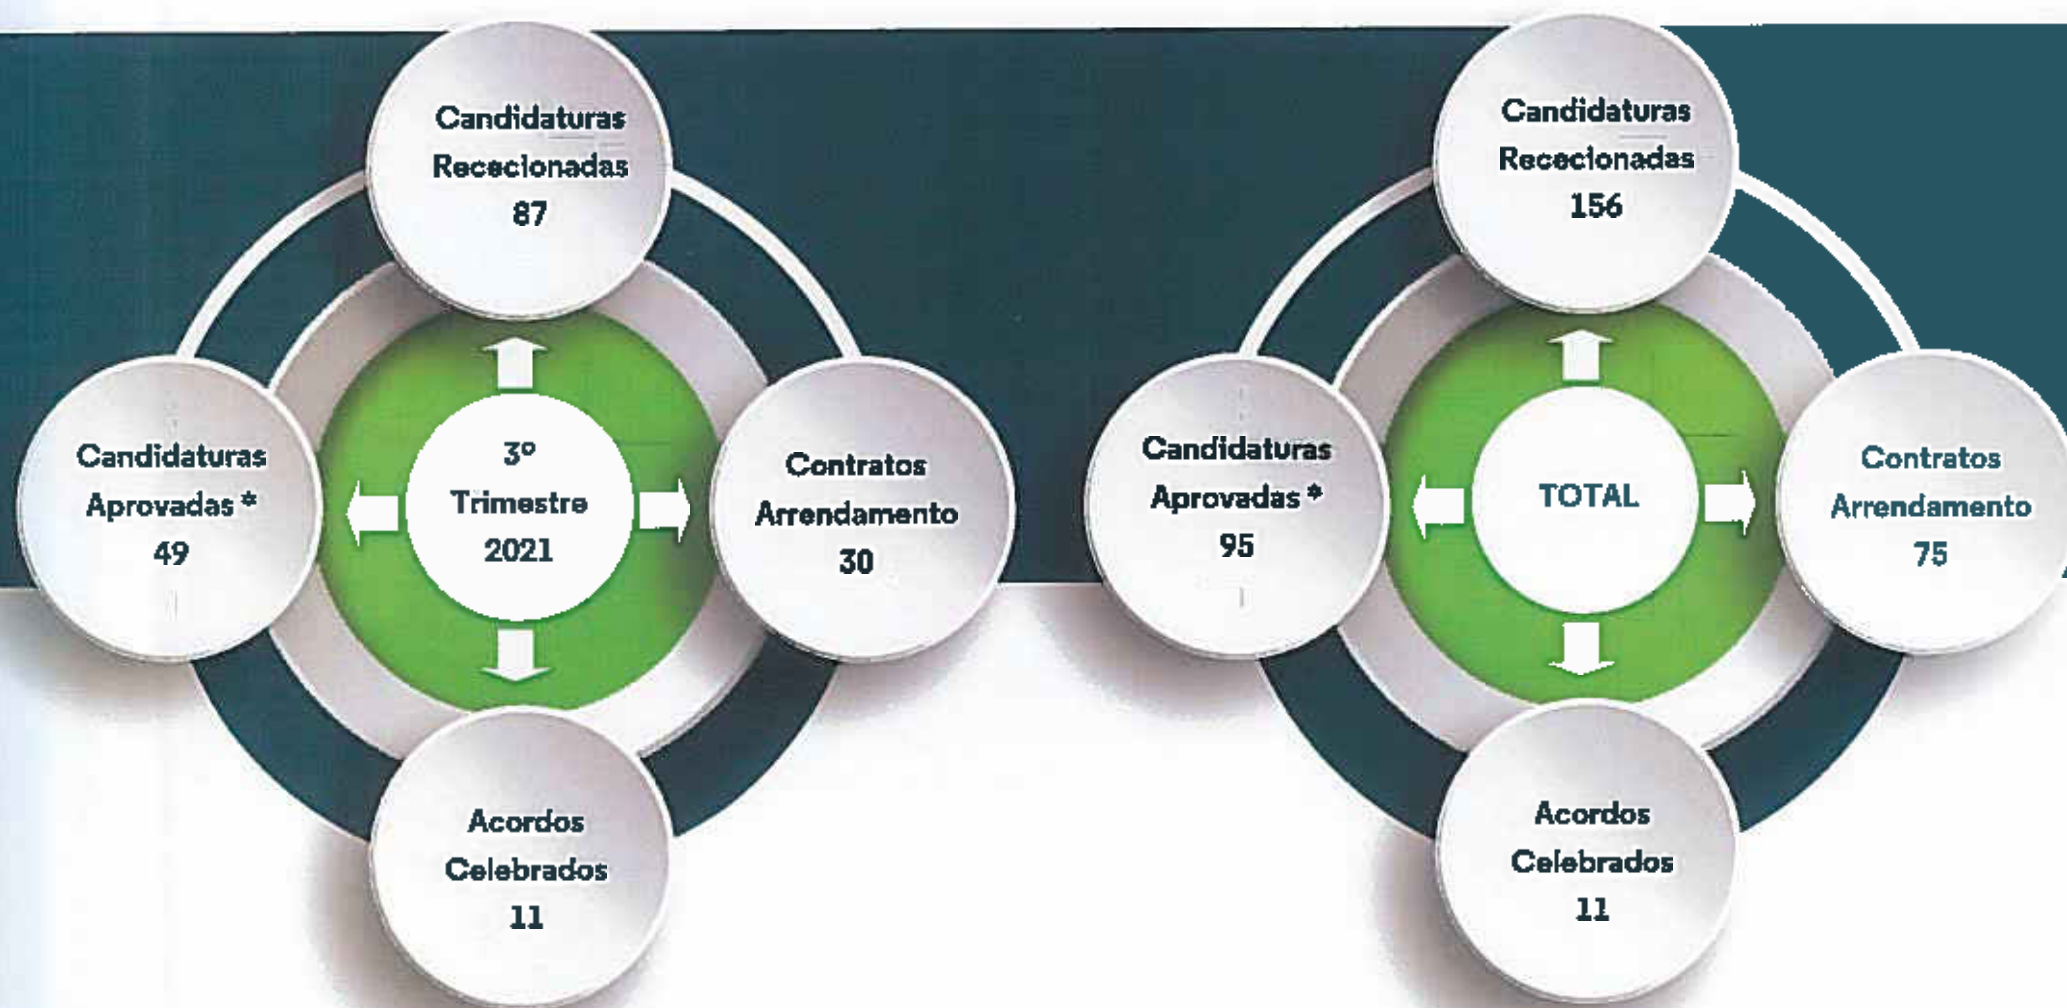 Candidaturas
Rececionadas
87
Candidaturas
Aprovadas *
49
3º
Trimestre
2021
Contratos
Arrendamento
30
Acordos
Celebrados
11
Candidaturas
Rececionadas
156
Candidaturas
Aprovadas *
95
TOTAL
Contratos
Arrendamento
75
Acordos
Celebrados
11